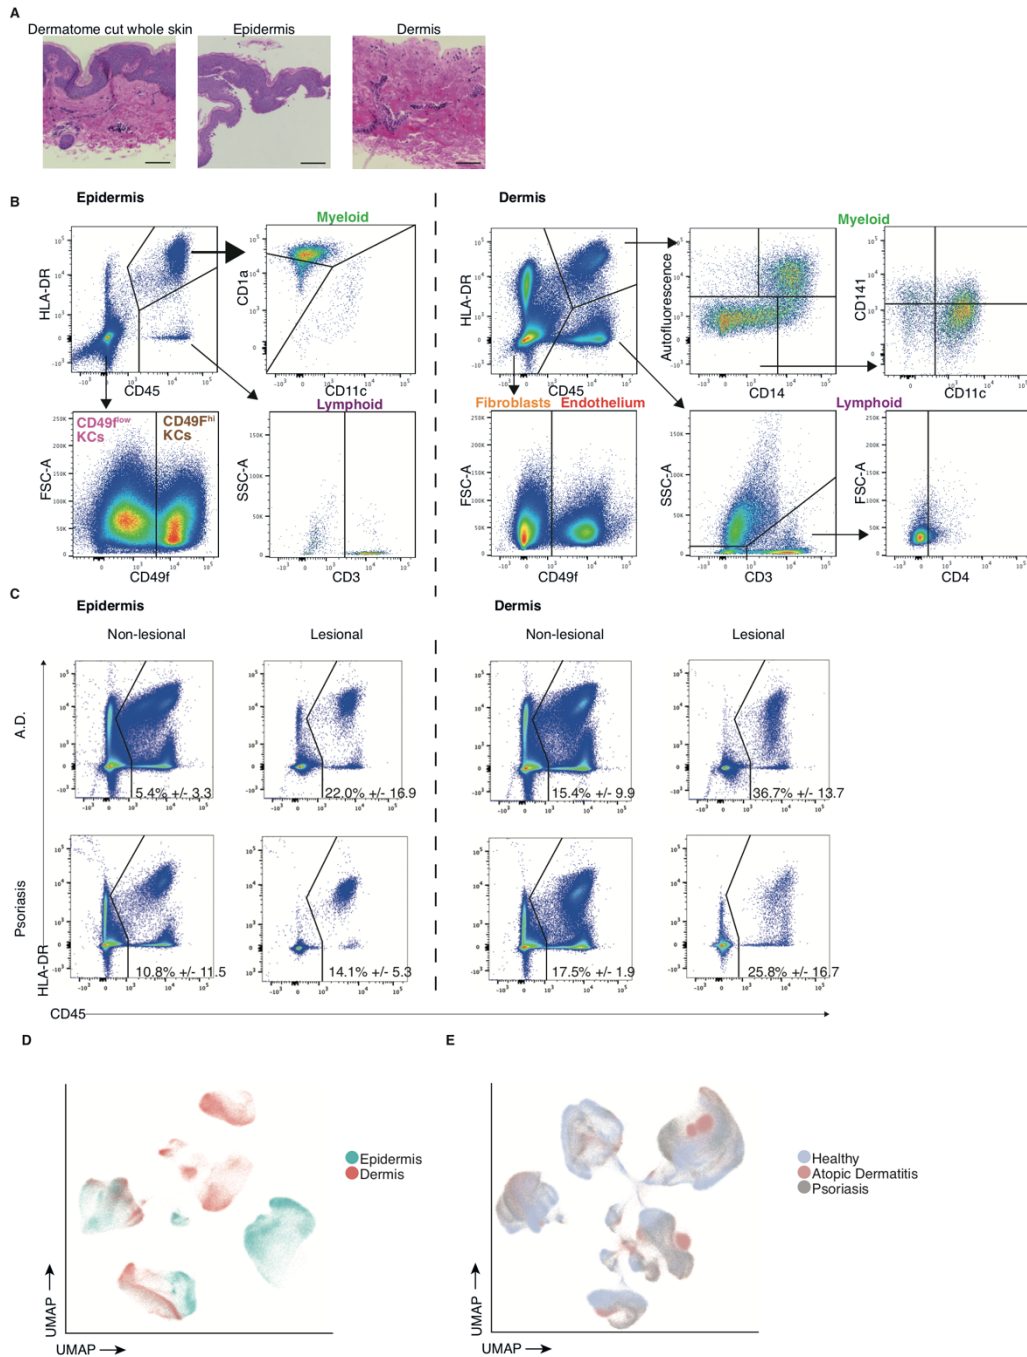 A
Dermatome cut whole skin
Epidermis
Dermis
B
Epidermis
Dermis
Myeloid
HLA-DR
CD45
CD1a
CD11c
Myeloid
HLA-DR
CD45
Autofluorescence
CD14
CD141
CD11c
CD49f^low KCs
CD49F^hi KCs
FSC-A
CD49f
Lymphoid
SSC-A
CD3
Fibroblasts
Endothelium
FSC-A
CD49f
Lymphoid
SSC-A
CD3
FSC-A
CD4
C
Epidermis
Dermis
Non-lesional
Lesional
Non-lesional
Lesional
A.D.
5.4% +/- 3.3
22.0% +/- 16.9
15.4% +/- 9.9
36.7% +/- 13.7
Psoriasis
10.8% +/- 11.5
14.1% +/- 5.3
17.5% +/- 1.9
25.8% +/- 16.7
HLA-DR
CD45
D
Epidermis
Dermis
UMAP
UMAP
E
Healthy
Atopic Dermatitis
Psoriasis
UMAP
UMAP